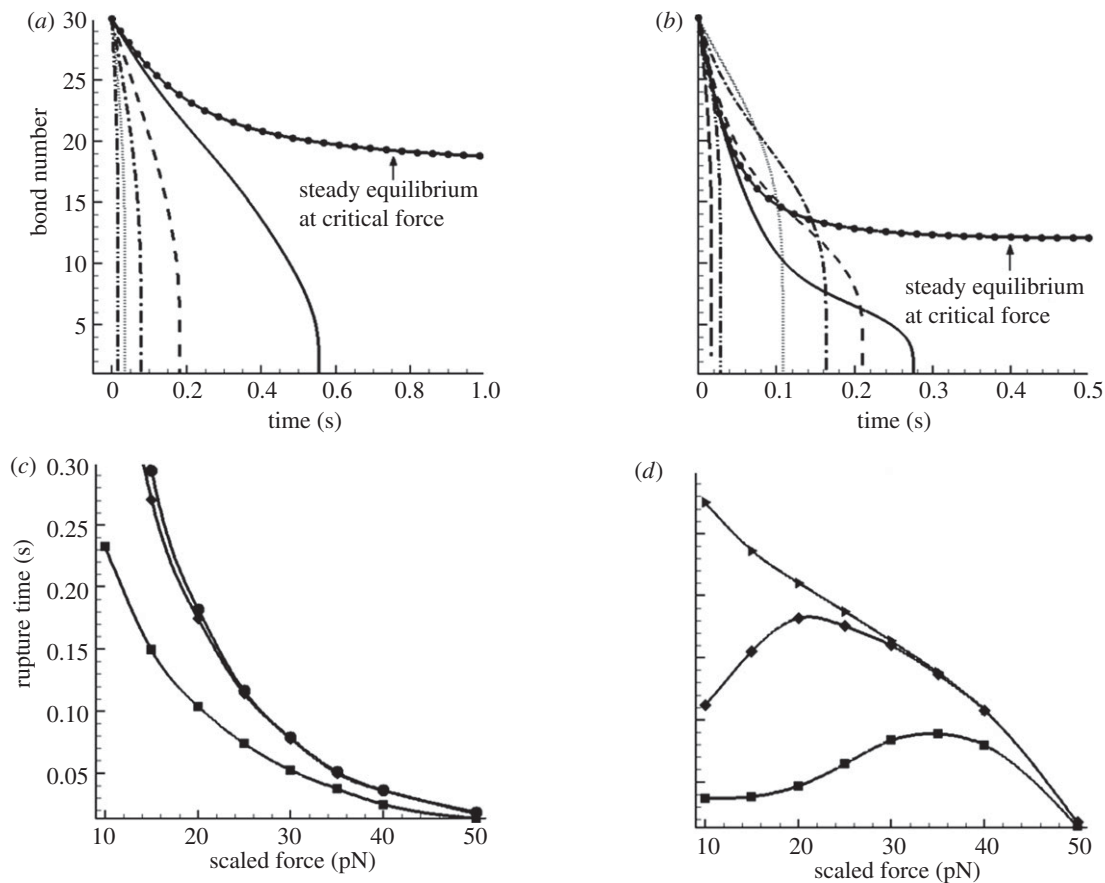 (a) 30
25
20
15
10
5
bond number
steady equilibrium
at critical force
0 0.2 0.4 0.6 0.8 1.0
time (s)
(b)
steady equilibrium
at critical force
0 0.1 0.2 0.3 0.4 0.5
time (s)
(c) 0.30
0.25
0.20
0.15
0.10
0.05
rupture time (s)
10 20 30 40 50
scaled force (pN)
(d)
10 20 30 40 50
scaled force (pN)